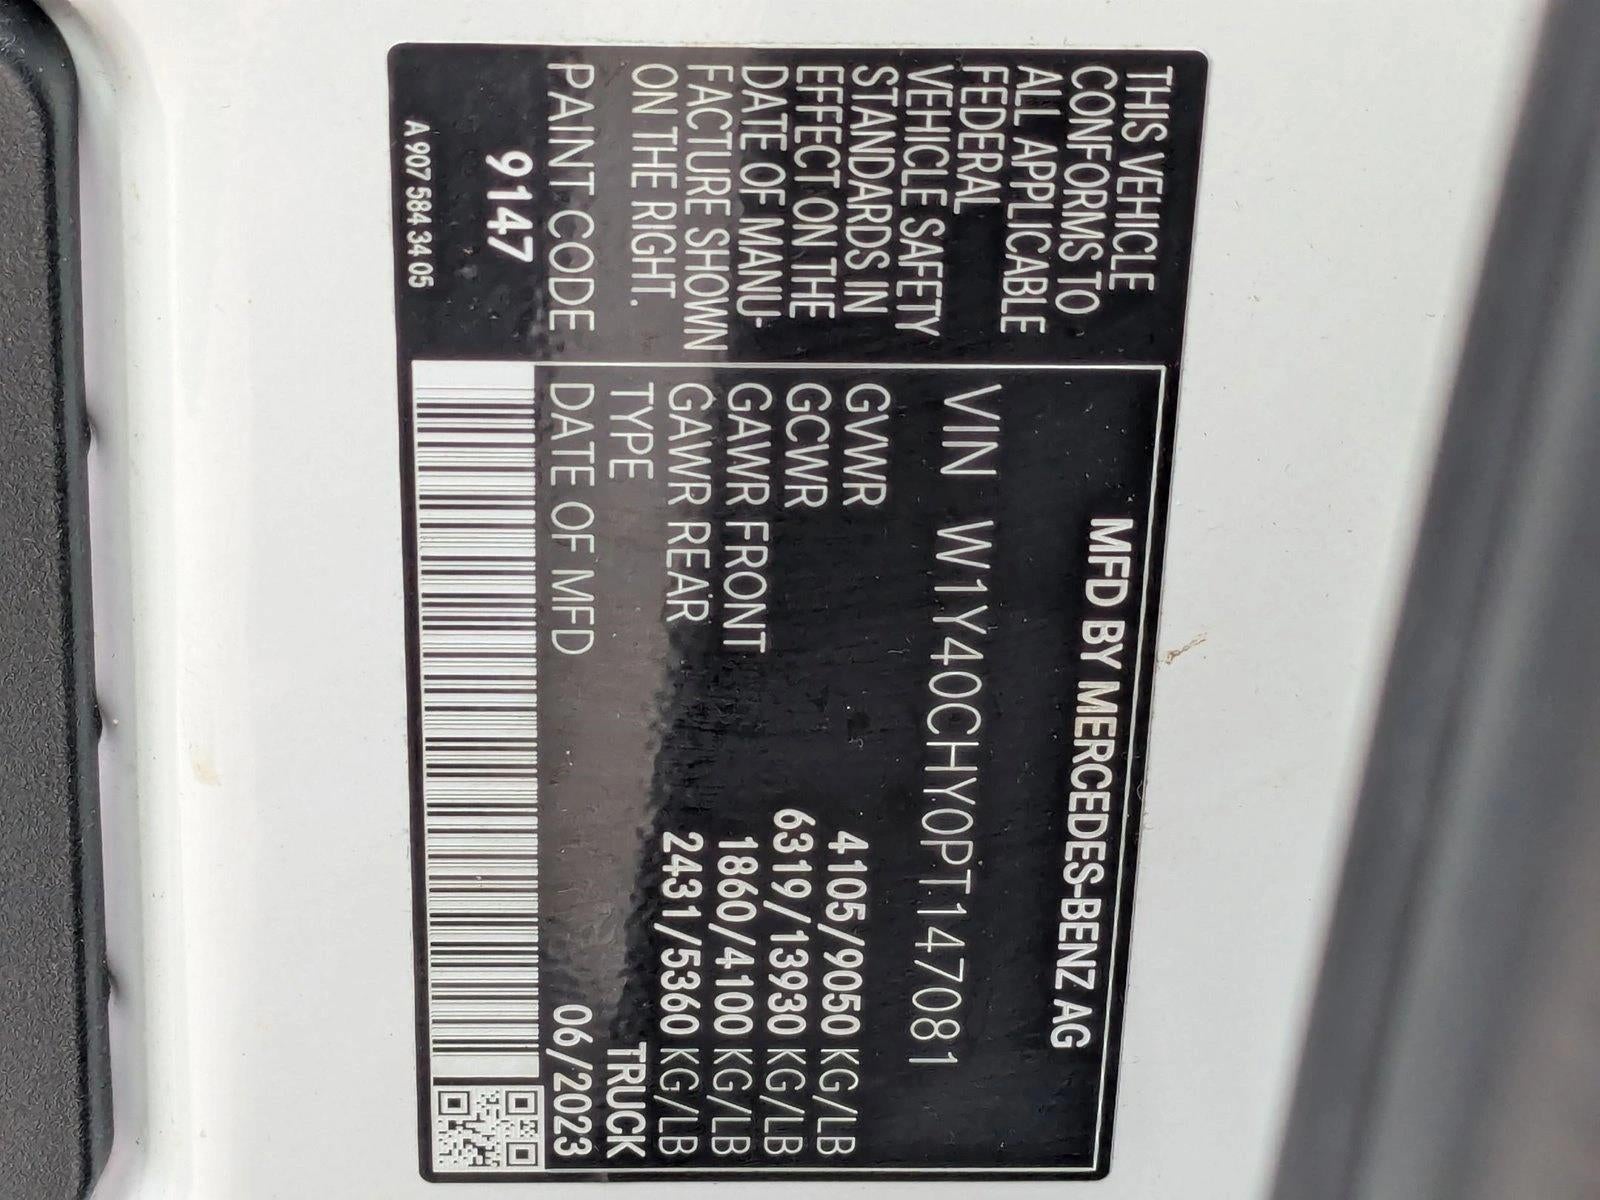 THIS VEHICLE
CONFORMS TO
ALL APPLICABLE
FEDERAL
VEHICLE SAFETY
STANDARDS IN
EFFECT ON THE
DATE OF MANU-
FACTURE SHOWN
ON THE RIGHT.
PAINT CODE
9147
A 907 584 34 05
MFD BY MERCEDES-BENZ AG
VIN W1Y40CHY0PT147081
GVWR 4105/9050 KG/LB
GCWR 6319/13930 KG/LB
GAWR FRONT 1860/4100 KG/LB
GAWR REAR 2431/5360 KG/LB
TYPE TRUCK
DATE OF MFD 06/2023